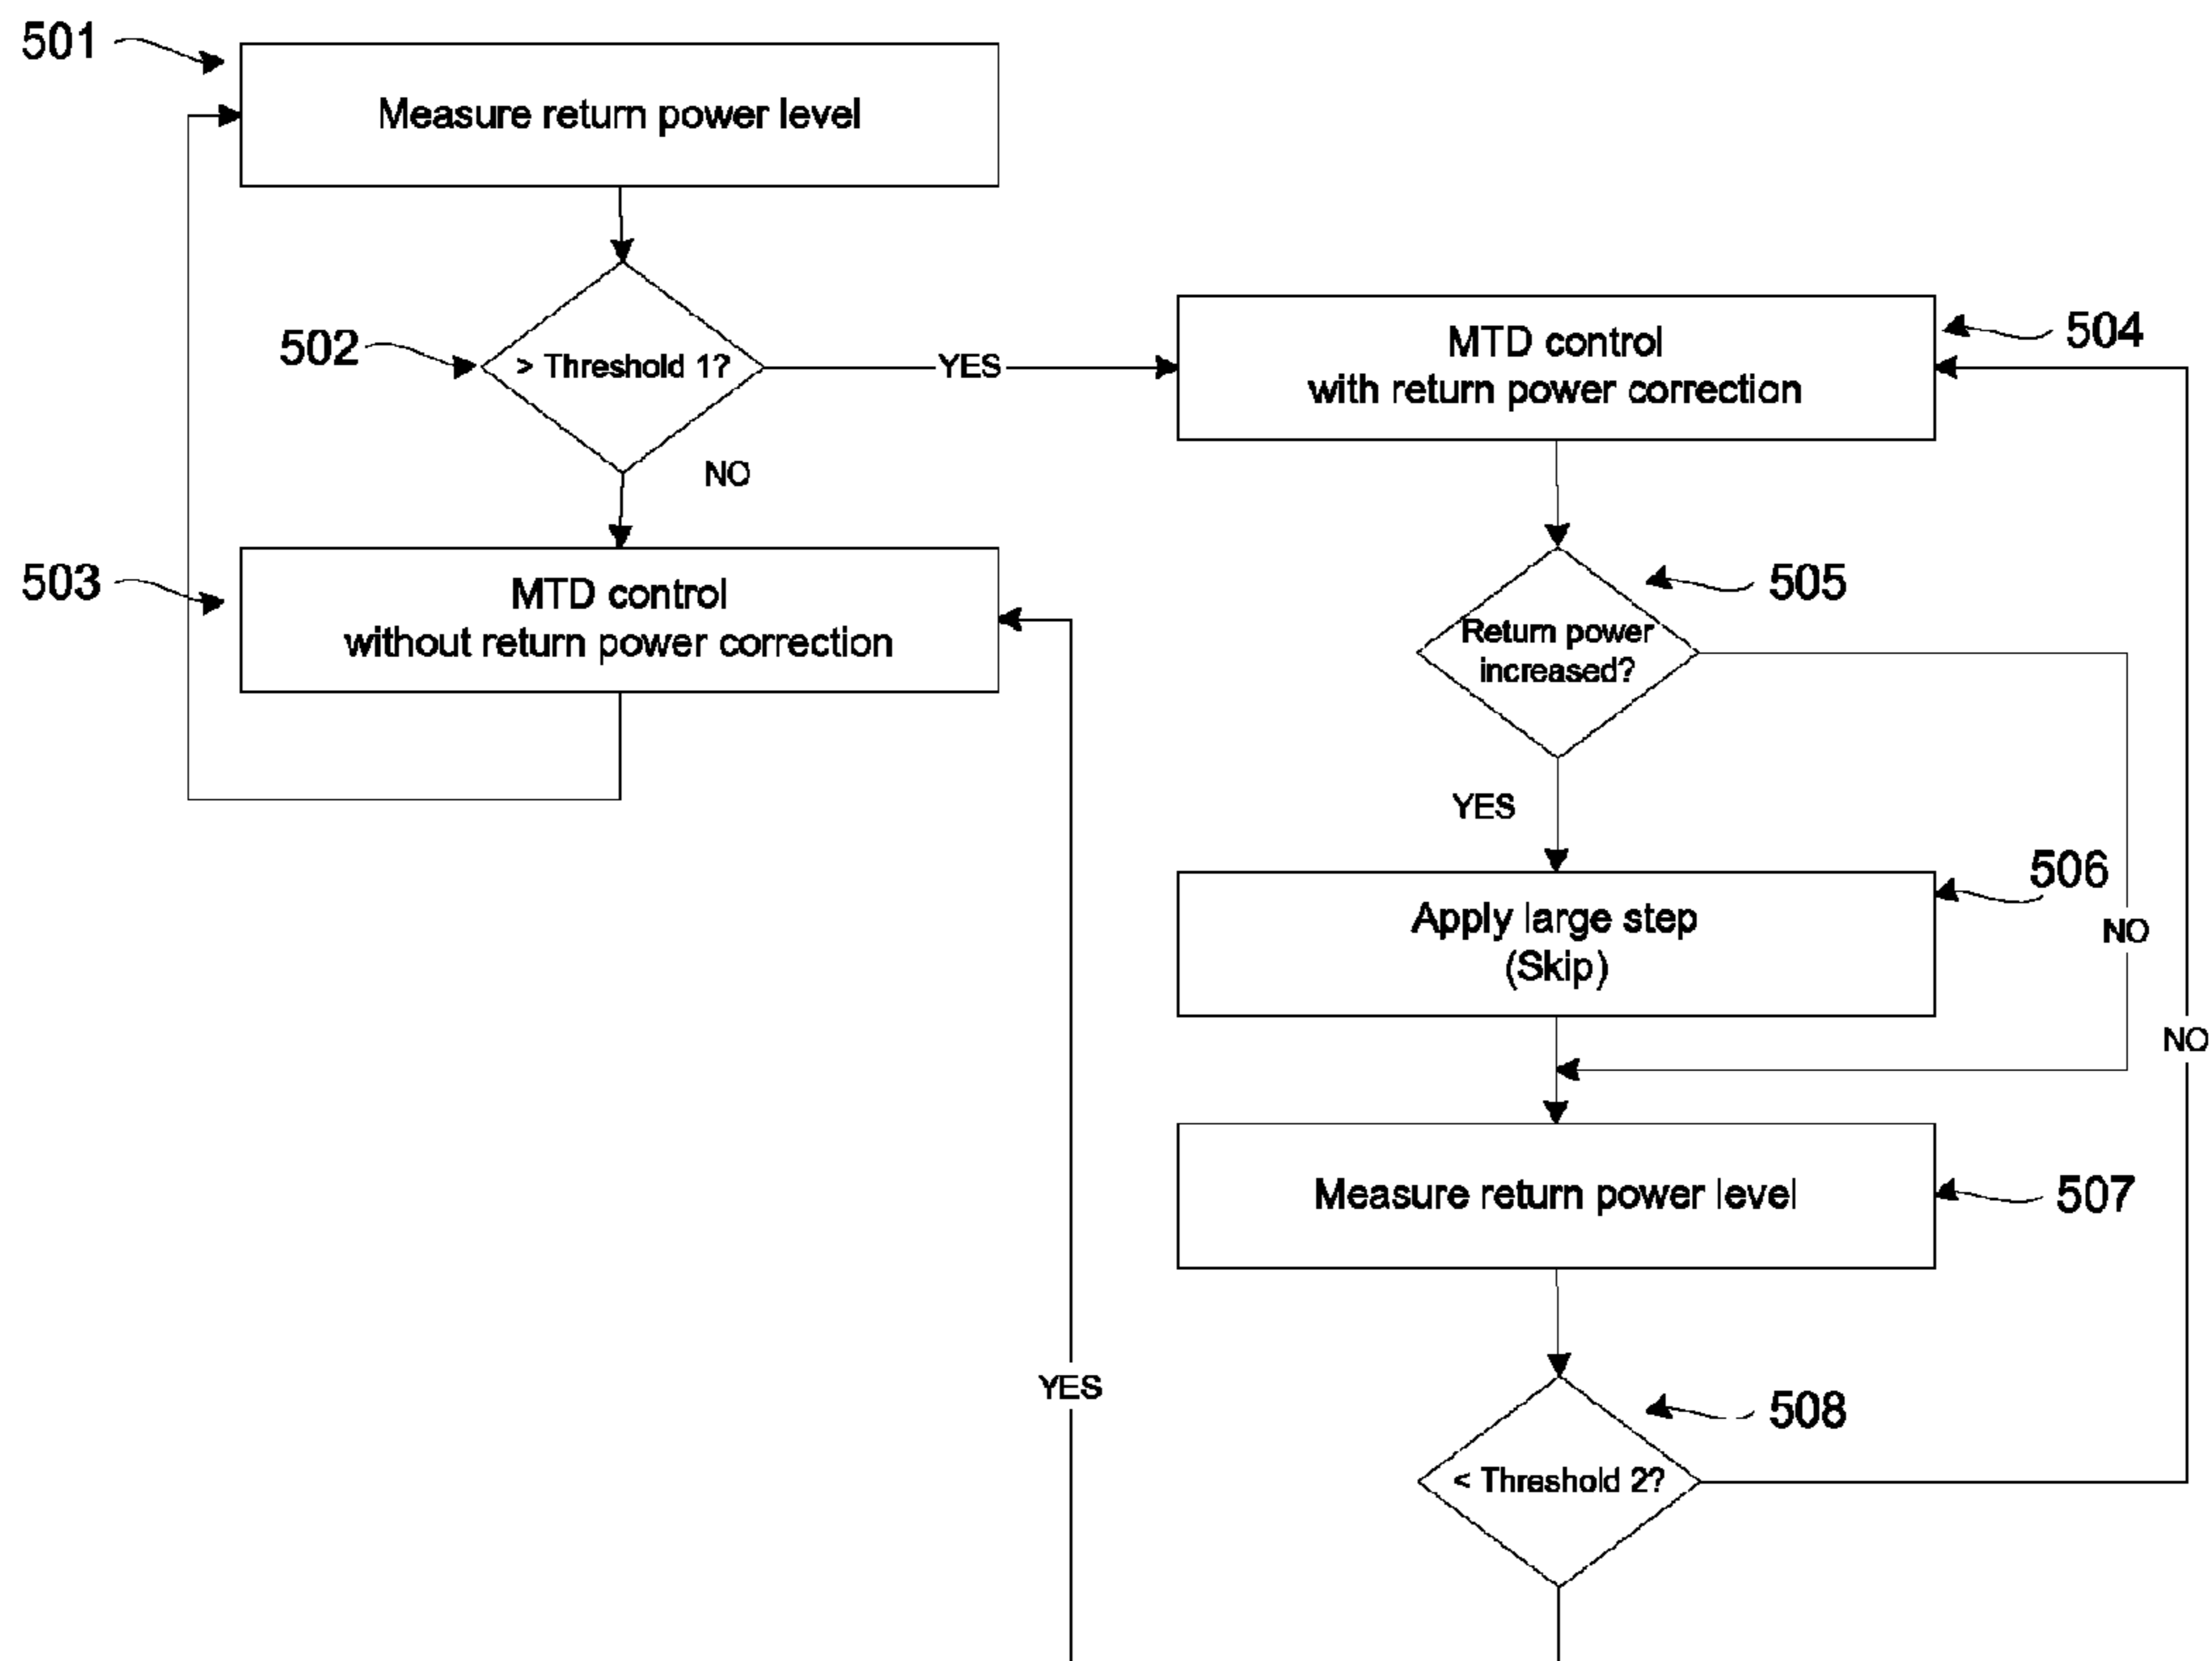 501
Measure return power level
502
> Threshold 1?
YES
NO
503
MTD control
without return power correction
504
MTD control
with return power correction
505
Return power
increased?
YES
NO
506
Apply large step
(Skip)
507
Measure return power level
508
< Threshold 2?
NO
YES